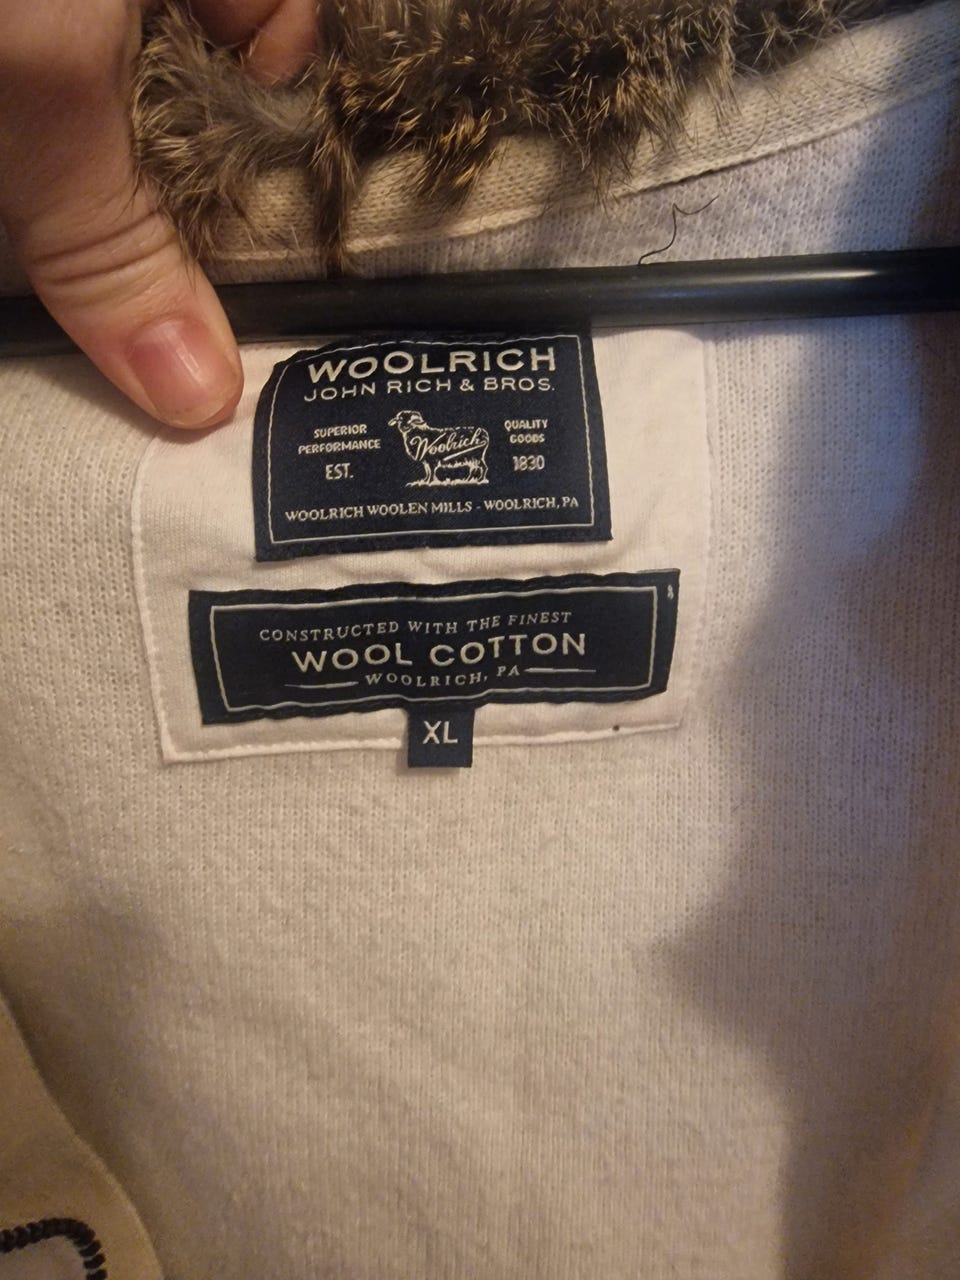 WOOLRICH
JOHN RICH & BROS.
SUPERIOR PERFORMANCE
EST.
Woolrich
QUALITY GOODS
1830
WOOLRICH WOOLEN MILLS - WOOLRICH, PA
CONSTRUCTED WITH THE FINEST
WOOL COTTON
WOOLRICH, PA
XL